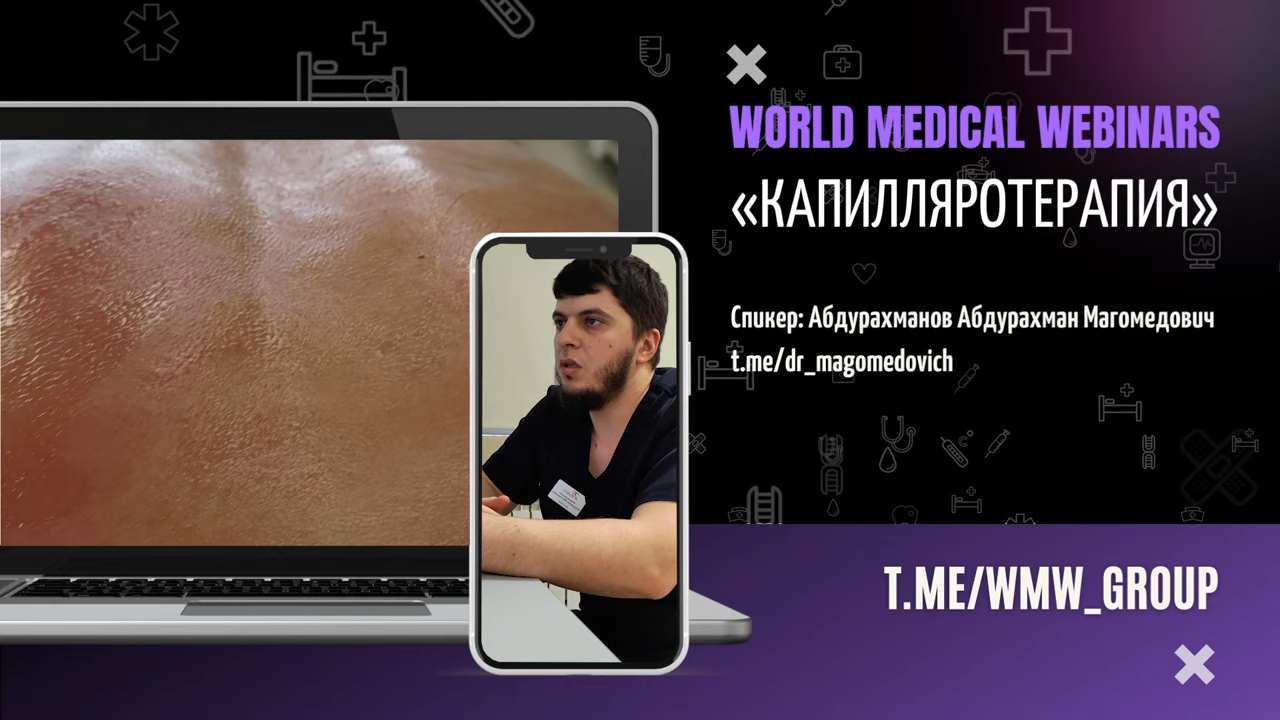 WORLD MEDICAL WEBINARS
«КАПИЛЛЯРОТЕРАПИЯ»
Спикер: Абдурахманов Абдурахман Магомедович
t.me/dr_magomedovich
T.ME/WMW_GROUP